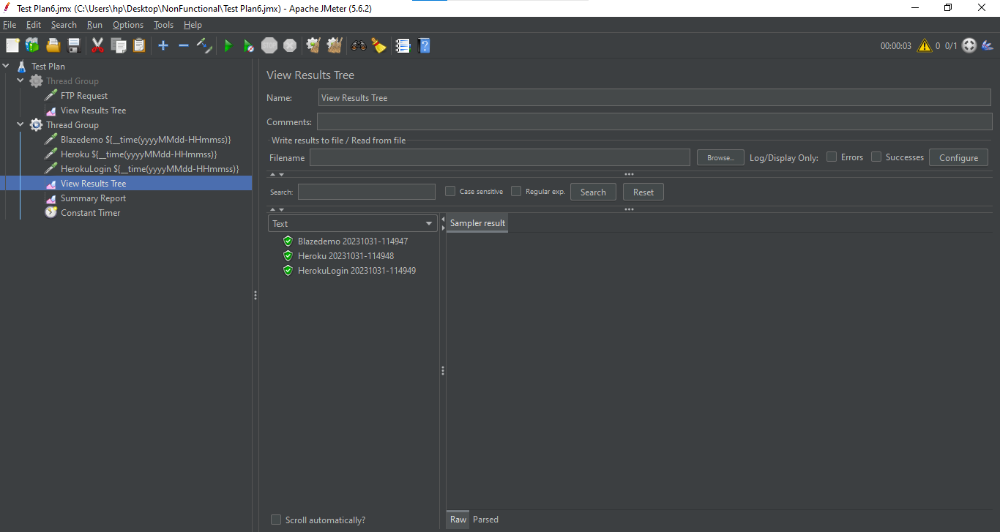 Test Plan6.jmx (C:\Users\hp\Desktop\NonFunctional\Test Plan6.jmx) - Apache JMeter (5.6.2)
File Edit Search Run Options Tools Help
STOP 00:00:03 0 0/1
Test Plan
Thread Group
FTP Request
View Results Tree
Thread Group
Blazedemo ${__time(yyyyMMdd-HHmmss)}
Heroku ${__time(yyyyMMdd-HHmmss)}
HerokuLogin ${__time(yyyyMMdd-HHmmss)}
View Results Tree
Summary Report
Constant Timer
View Results Tree
Name: View Results Tree
Comments:
Write results to file / Read from file
Filename Browse... Log/Display Only: Errors Successes Configure
Search: Case sensitive Regular exp. Search Reset
Text
Blazedemo 20231031-114947
Heroku 20231031-114948
HerokuLogin 20231031-114949
Scroll automatically?
Sampler result
Raw Parsed